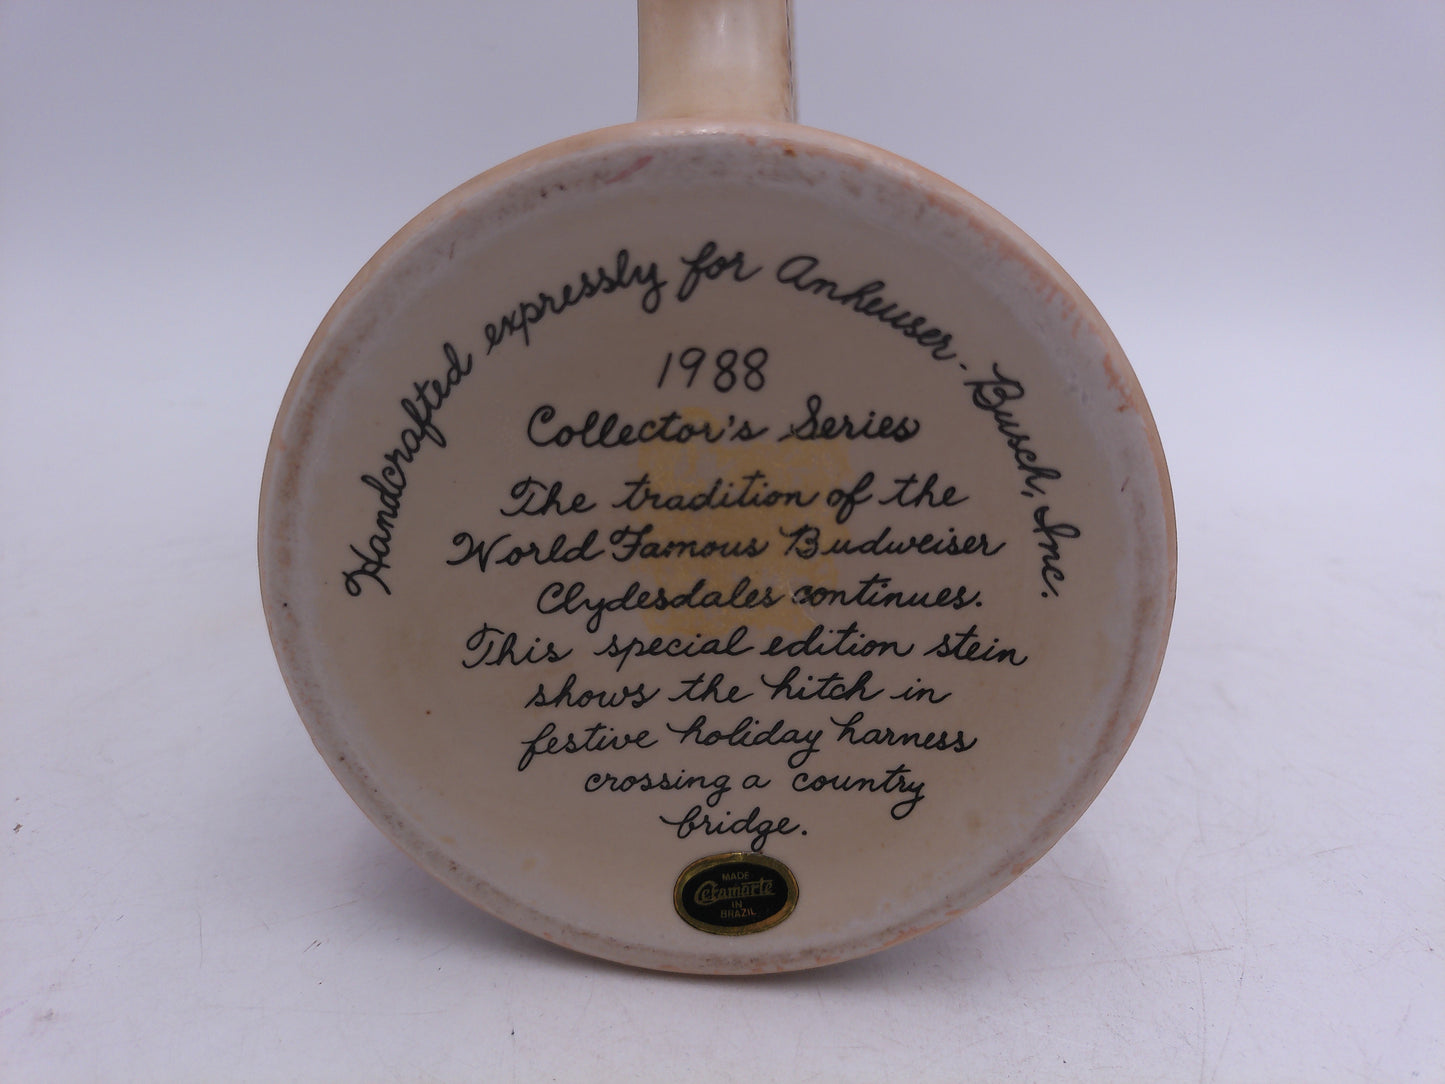 Handcrafted expressly for Anheuser-Busch, Inc.
1988
Collector's Series
The tradition of the
World Famous Budweiser
Clydesdales continues.
This special edition stein
shows the hitch in
festive holiday harness
crossing a country
bridge.
MADE
Ceramarte
IN
BRAZIL